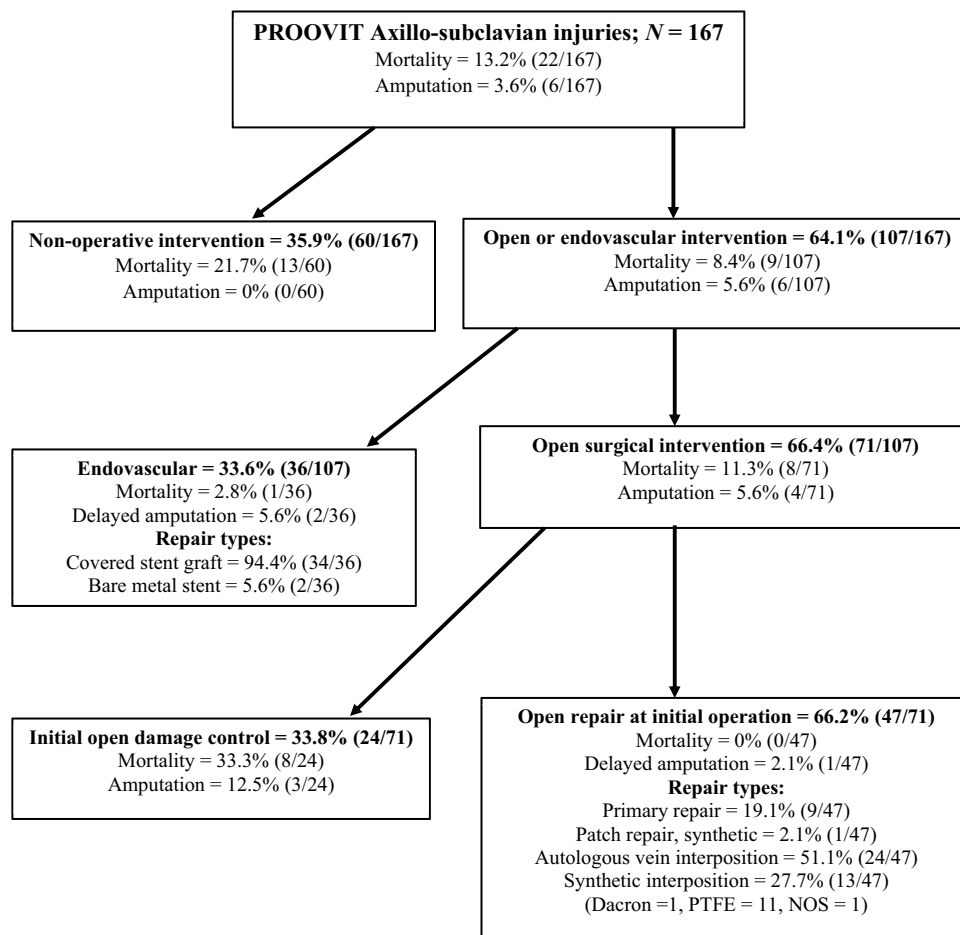 PROOVIT Axillo-subclavian injuries; N = 167
Mortality = 13.2% (22/167)
Amputation = 3.6% (6/167)
Non-operative intervention = 35.9% (60/167)
Mortality = 21.7% (13/60)
Amputation = 0% (0/60)
Open or endovascular intervention = 64.1% (107/167)
Mortality = 8.4% (9/107)
Amputation = 5.6% (6/107)
Endovascular = 33.6% (36/107)
Mortality = 2.8% (1/36)
Delayed amputation = 5.6% (2/36)
Repair types:
Covered stent graft = 94.4% (34/36)
Bare metal stent = 5.6% (2/36)
Open surgical intervention = 66.4% (71/107)
Mortality = 11.3% (8/71)
Amputation = 5.6% (4/71)
Initial open damage control = 33.8% (24/71)
Mortality = 33.3% (8/24)
Amputation = 12.5% (3/24)
Open repair at initial operation = 66.2% (47/71)
Mortality = 0% (0/47)
Delayed amputation = 2.1% (1/47)
Repair types:
Primary repair = 19.1% (9/47)
Patch repair, synthetic = 2.1% (1/47)
Autologous vein interposition = 51.1% (24/47)
Synthetic interposition = 27.7% (13/47)
(Dacron =1, PTFE = 11, NOS = 1)